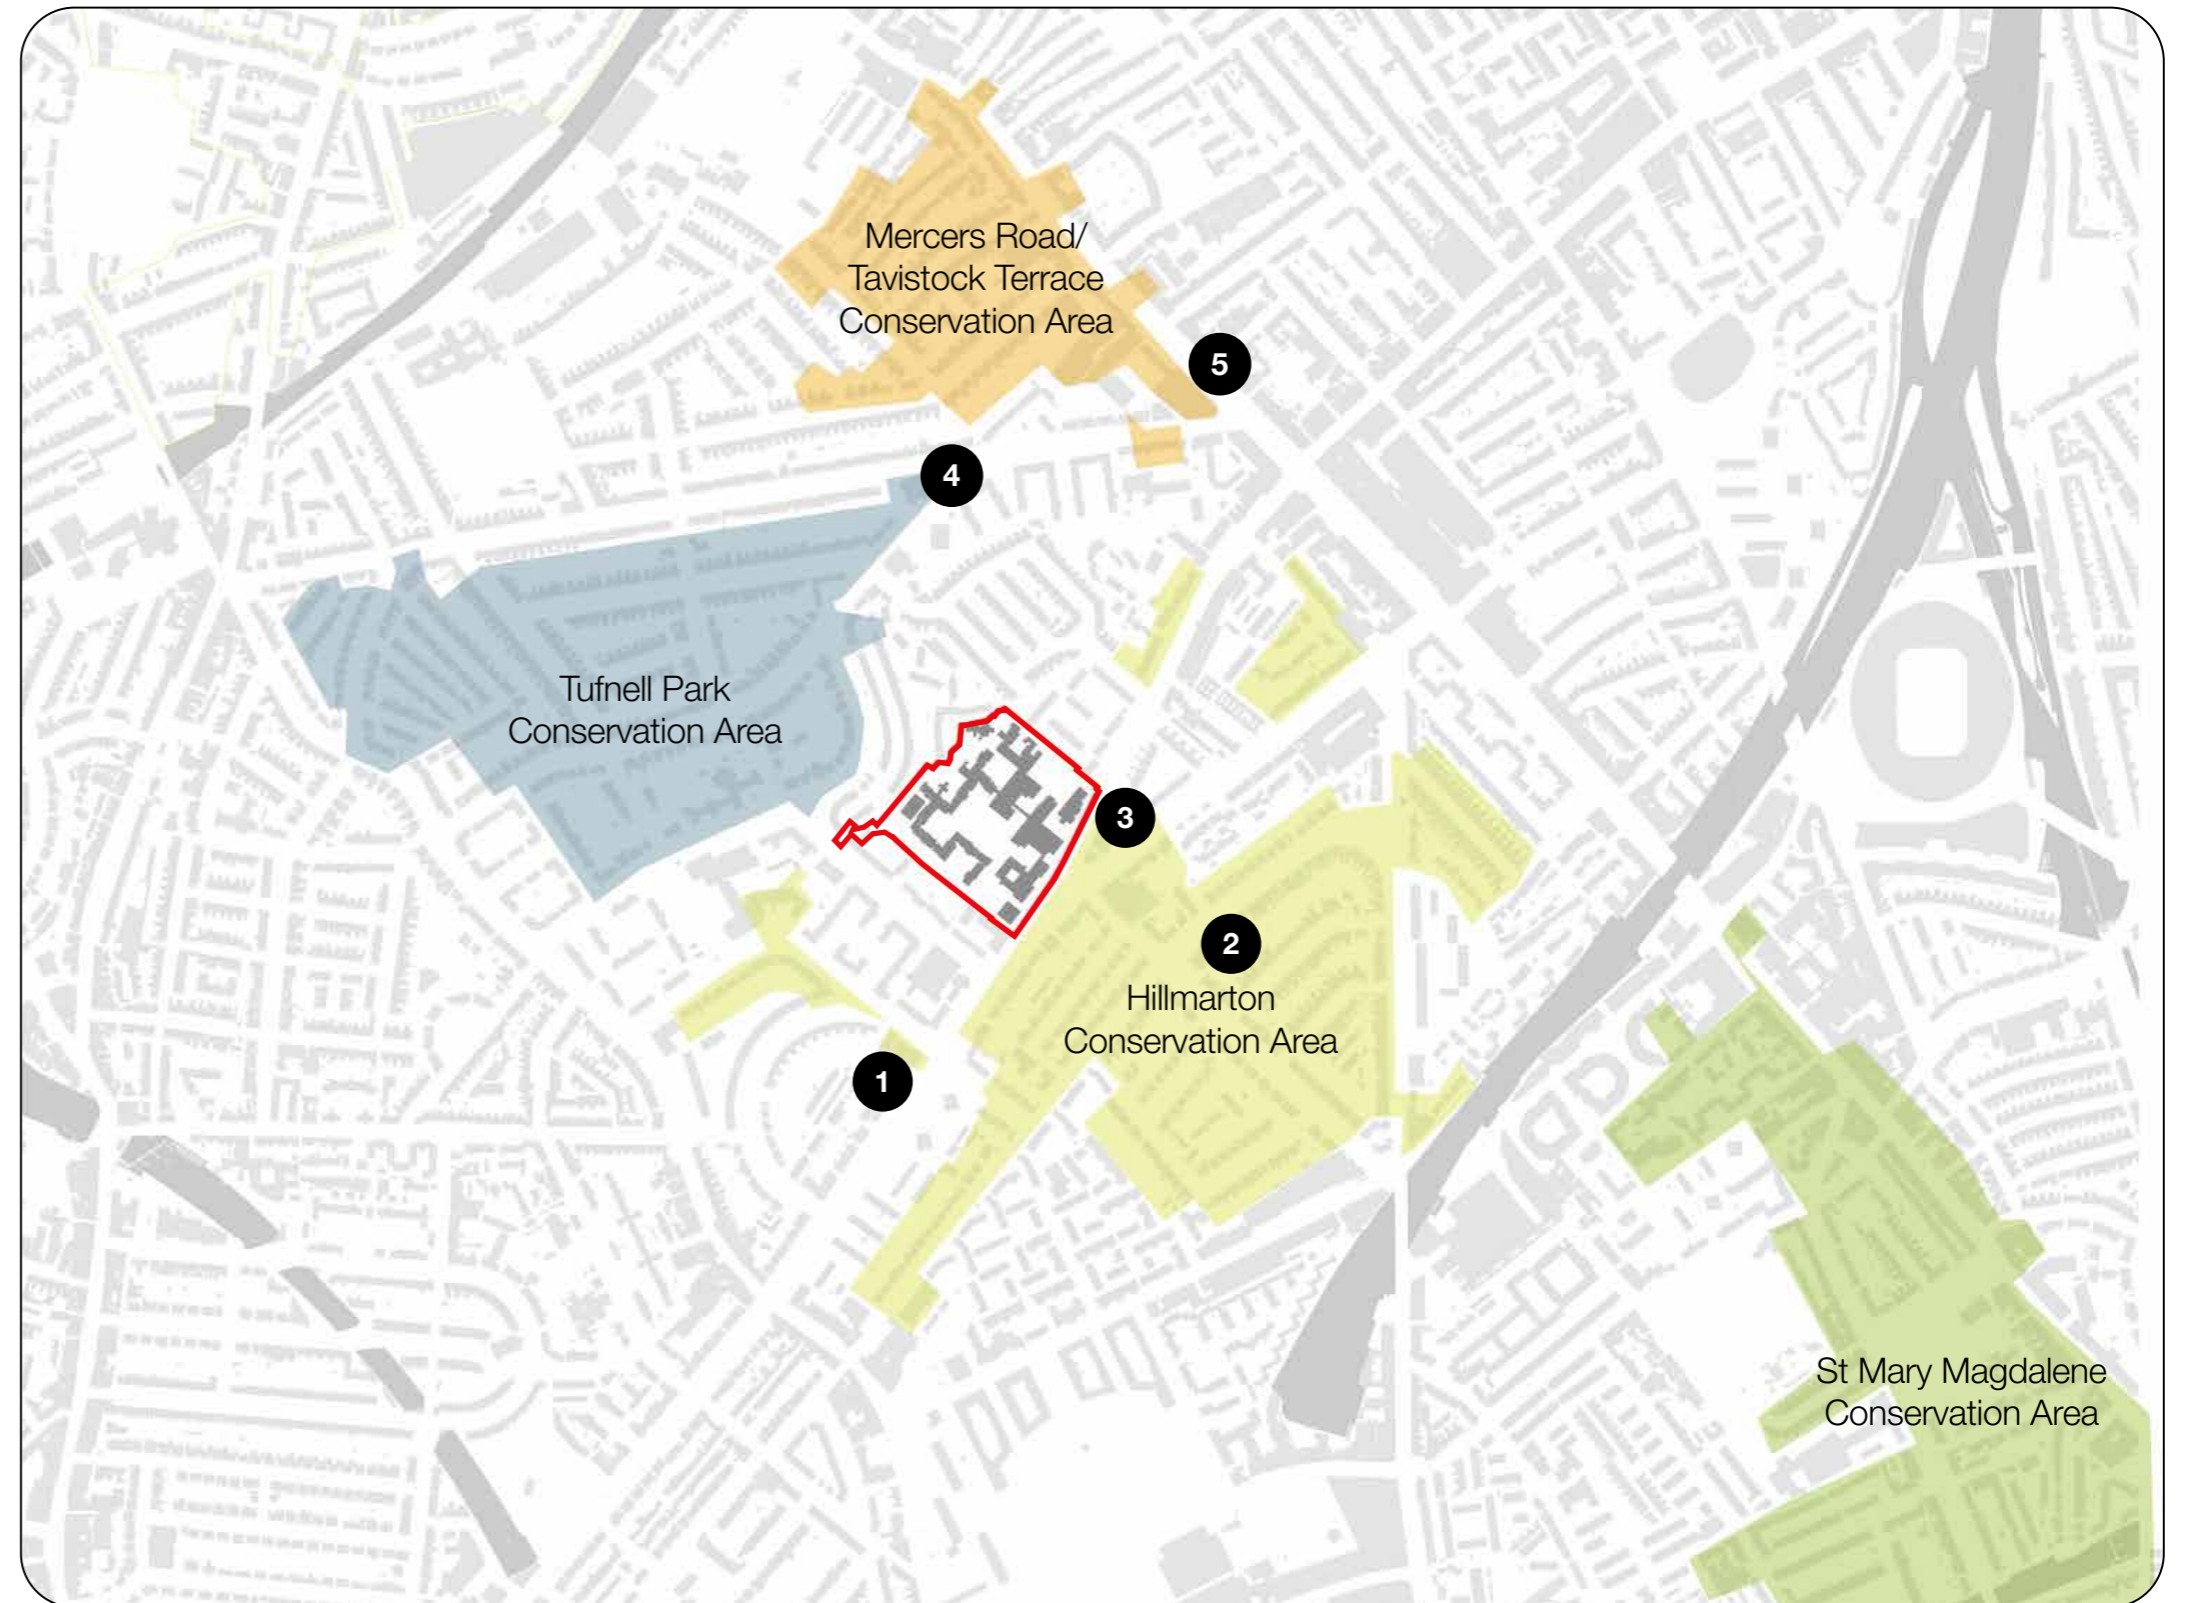 Mercers Road/
Tavistock Terrace
Conservation Area
5
4
Tufnell Park
Conservation Area
3
2
Hillmarton
Conservation Area
1
St Mary Magdalene
Conservation Area